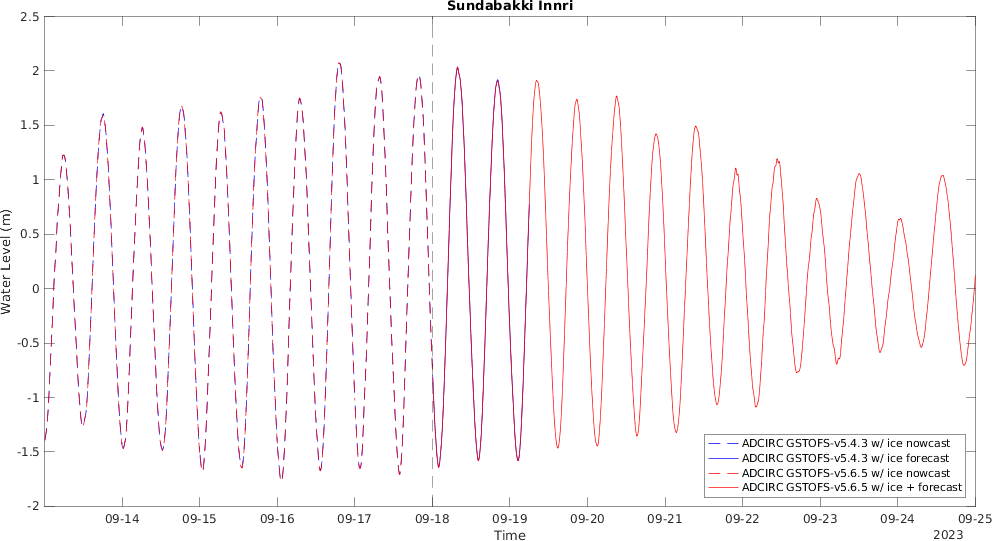 Sundabakki Innri
2.5
2
1.5
1
0.5
0
-0.5
-1
-1.5
-2
Water Level (m)
09-14 09-15 09-16 09-17 09-18 09-19 09-20 09-21 09-22 09-23 09-24 09-25
Time
2023
ADCIRC GSTOFS-v5.4.3 w/ ice nowcast
ADCIRC GSTOFS-v5.4.3 w/ ice forecast
ADCIRC GSTOFS-v5.6.5 w/ ice nowcast
ADCIRC GSTOFS-v5.6.5 w/ ice + forecast